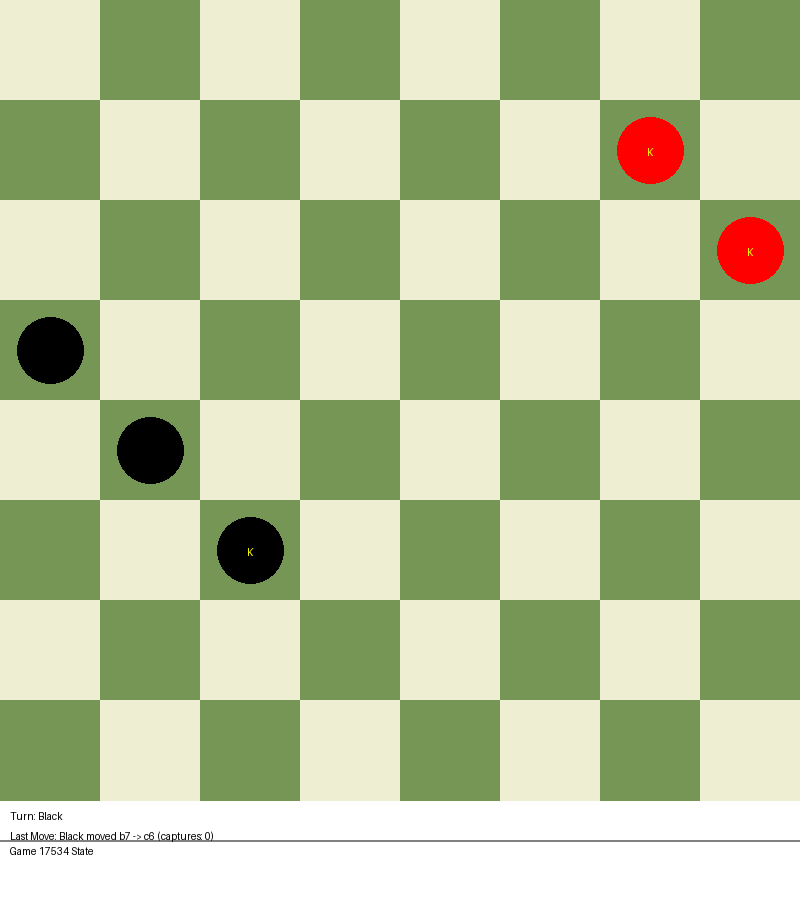 K
K
K
Turn: Black
Last Move: Black moved b7 -> c6 (captures: 0)
Game 17534 State